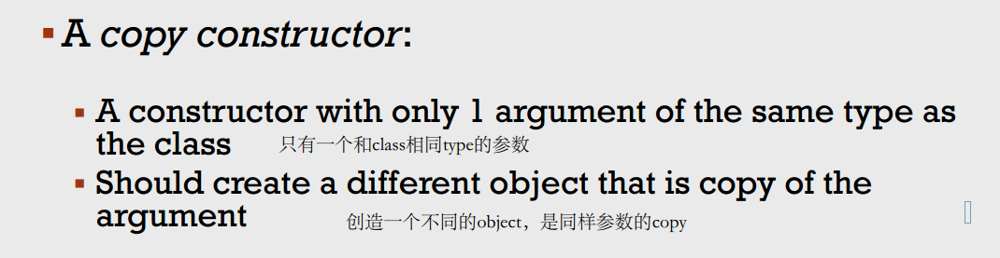 A copy constructor:
A constructor with only 1 argument of the same type as
the class 只有一个和class相同type的参数
Should create a different object that is copy of the
argument 创造一个不同的object，是同样参数的copy